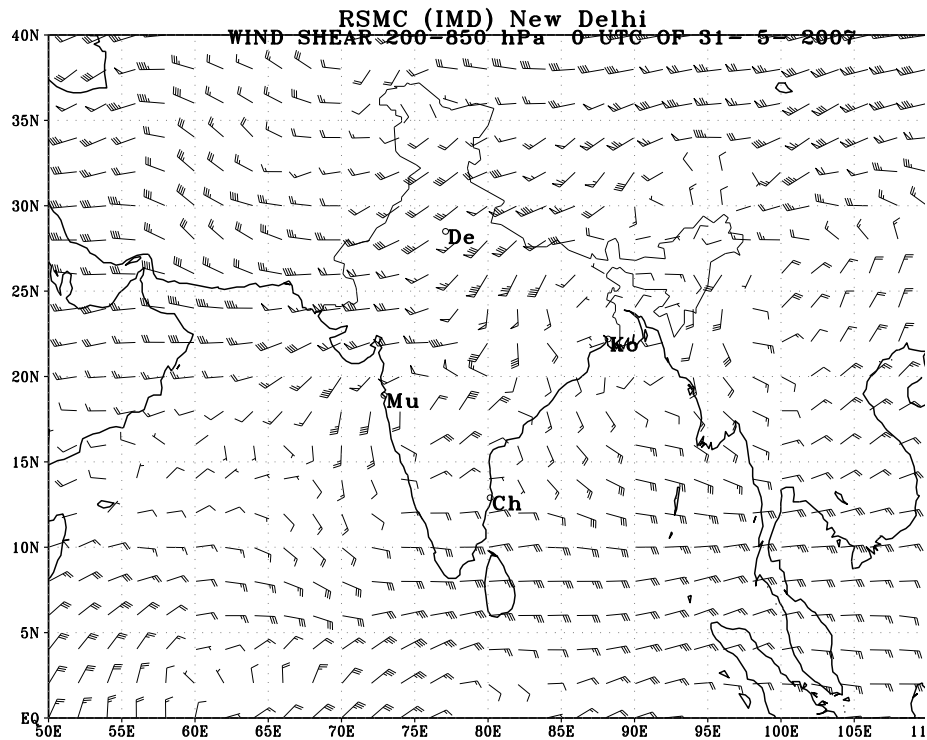 RSMC (IMD) New Delhi
WIND SHEAR 200-850 hPa 0 UTC OF 31- 5- 2007
40N
35N
30N
De
25N
Ko
20N
Mu
15N
Ch
10N
5N
EQ
50E 55E 60E 65E 70E 75E 80E 85E 90E 95E 100E 105E 11